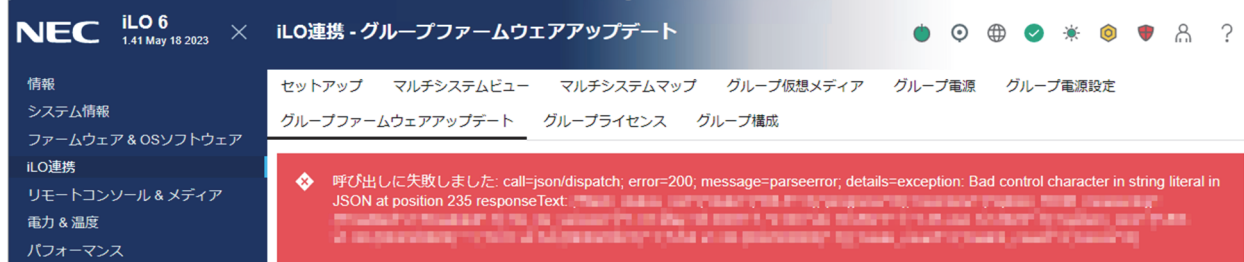 NEC
iLO 6
1.41 May 18 2023
iLO連携 - グループファームウェアアップデート
情報
システム情報
ファームウェア & OSソフトウェア
iLO連携
リモートコンソール & メディア
電力 & 温度
パフォーマンス
セットアップ マルチシステムビュー マルチシステムマップ グループ仮想メディア グループ電源 グループ電源設定
グループファームウェアアップデート グループライセンス グループ構成
呼び出しに失敗しました: call=json/dispatch; error=200; message=parseerror; details=exception: Bad control character in string literal in
JSON at position 235 responseText: